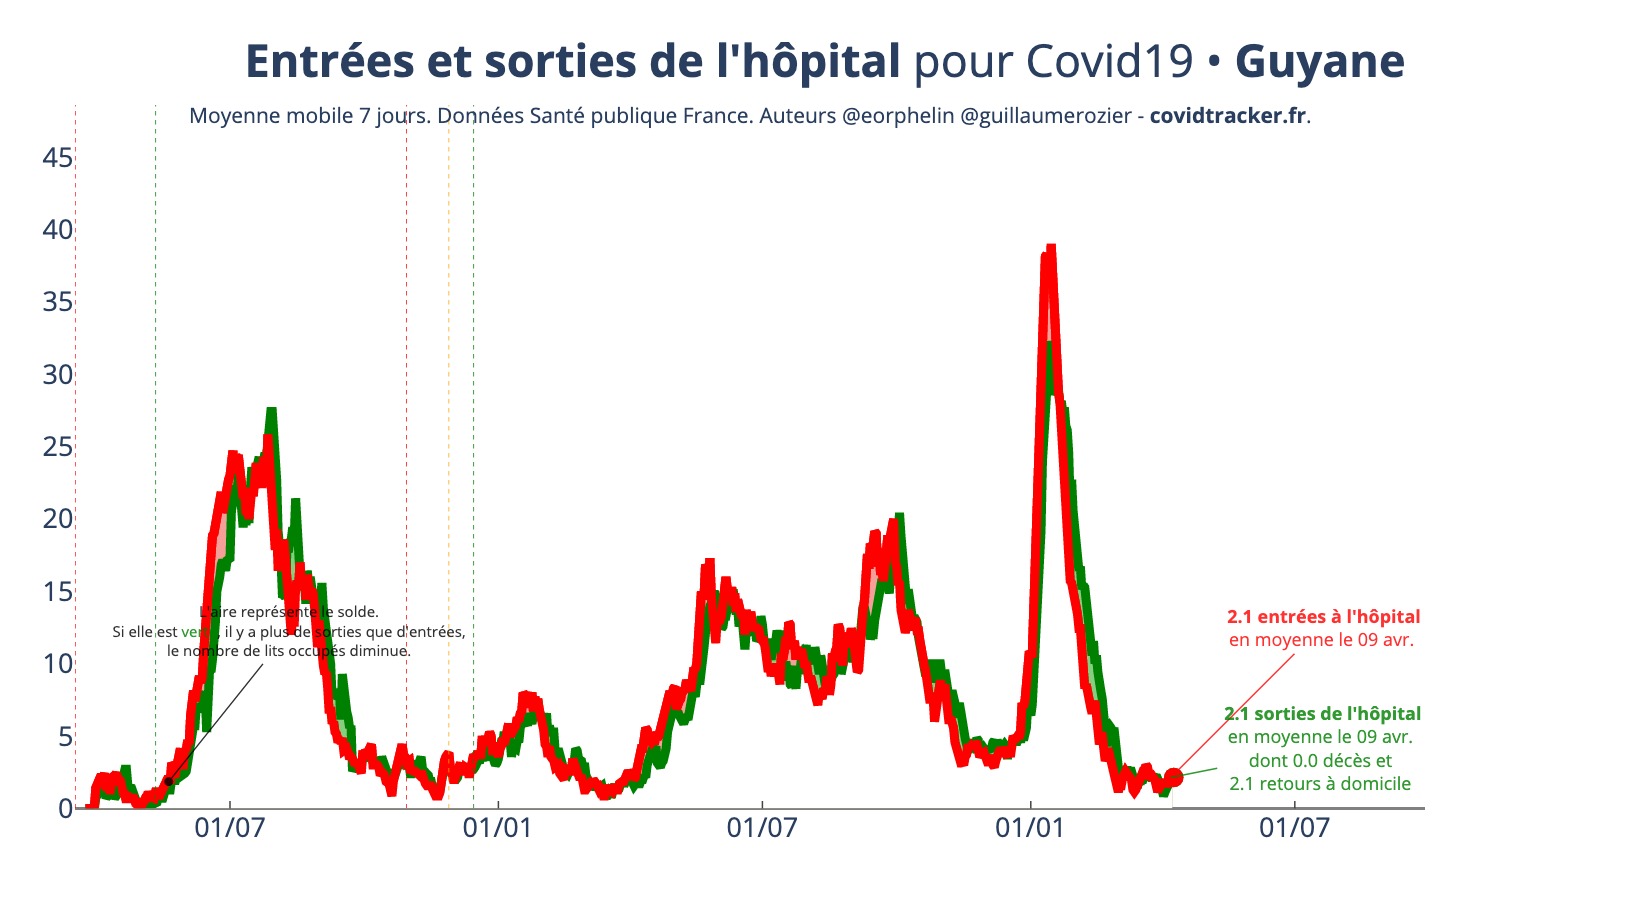 Entrées et sorties de l'hôpital pour Covid19 • Guyane
Moyenne mobile 7 jours. Données Santé publique France. Auteurs @eorphelin @guillaumerozier - covidtracker.fr.
45
40
35
30
25
20
15
10
5
0
L'aire représente le solde.
Si elle est verte, il y a plus de sorties que d'entrées,
le nombre de lits occupés diminue.
2.1 entrées à l'hôpital
en moyenne le 09 avr.
2.1 sorties de l'hôpital
en moyenne le 09 avr.
dont 0.0 décès et
2.1 retours à domicile
01/07
01/01
01/07
01/01
01/07